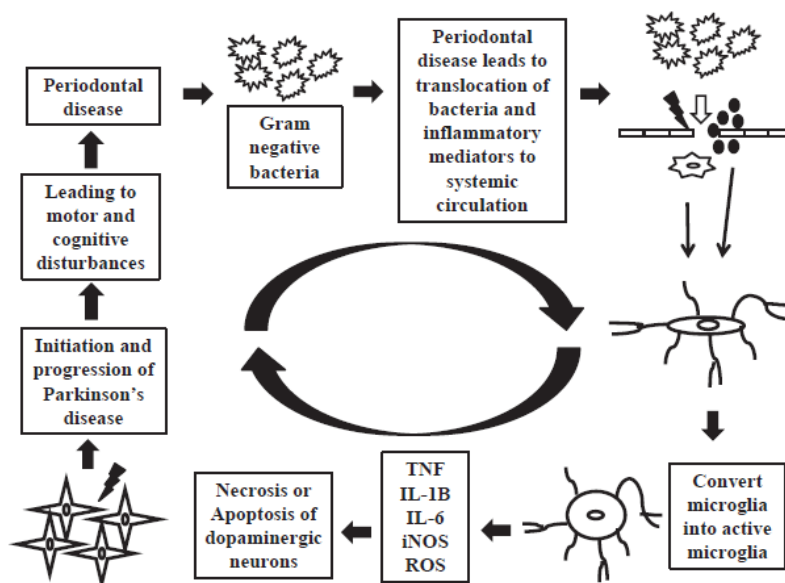 Periodontal
disease
Gram
negative
bacteria
Periodontal
disease leads to
translocation of
bacteria and
inflammatory
mediators to
systemic
circulation
Convert
microglia
into active
microglia
TNF
IL-1B
IL-6
iNOS
ROS
Necrosis or
Apoptosis of
dopaminergic
neurons
Initiation and
progression of
Parkinson's
disease
Leading to
motor and
cognitive
disturbances